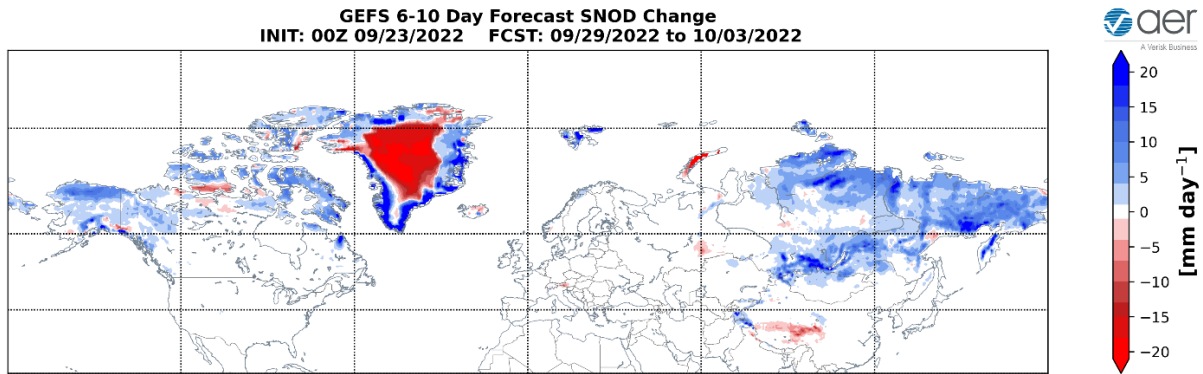 GEFS 6-10 Day Forecast SNOD Change
INIT: 00Z 09/23/2022 FCST: 09/29/2022 to 10/03/2022
aer
A Verisk Business
20
15
10
5
0
−5
−10
−15
−20
[mm day⁻¹]